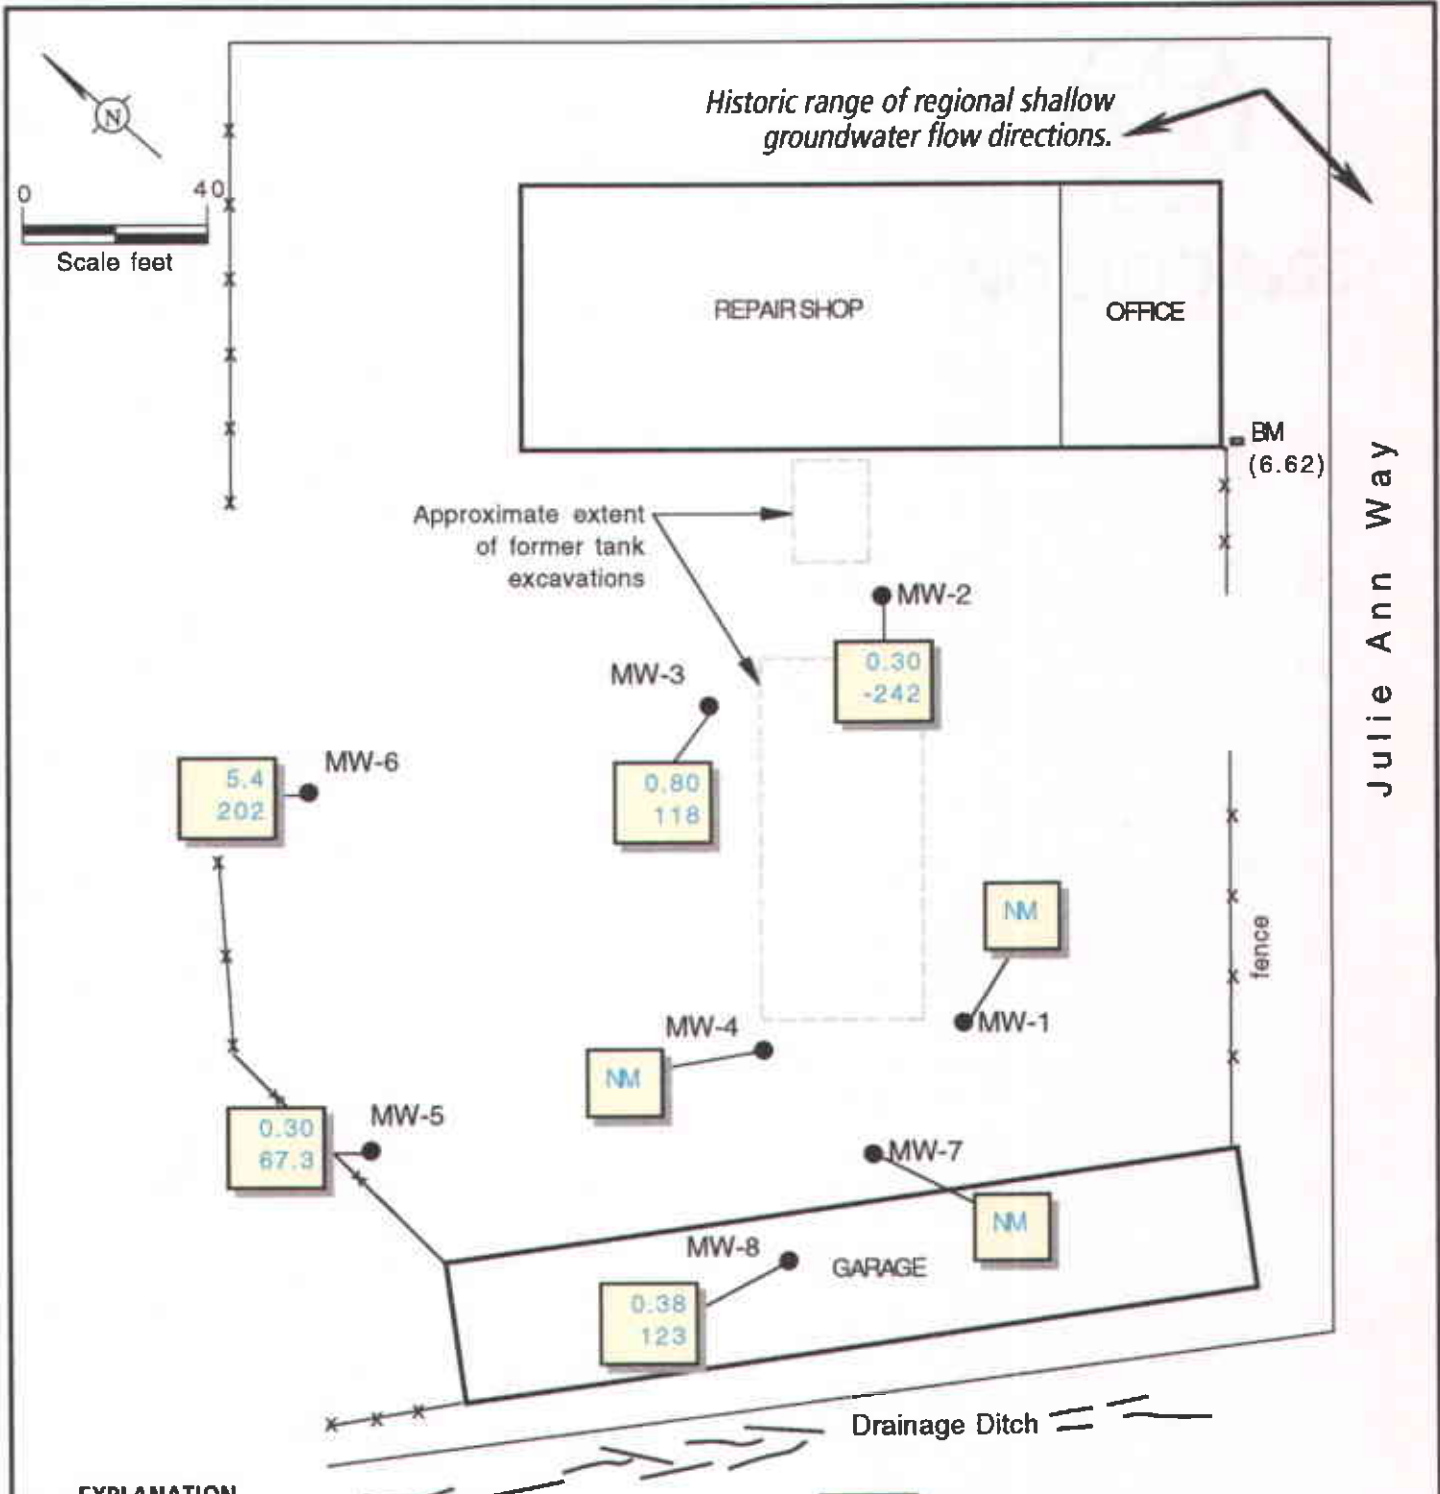 N
0 40
Scale feet
Historic range of regional shallow
groundwater flow directions.
REPAIR SHOP
OFFICE
BM
(6.62)
Julie Ann Way
Approximate extent
of former tank
excavations
MW-2
0.30
-242
MW-3
0.80
118
MW-6
5.4
202
NM
MW-1
fence
MW-4
NM
MW-5
0.30
67.3
MW-7
NM
MW-8
0.38
123
GARAGE
Drainage Ditch
EXPLANATION